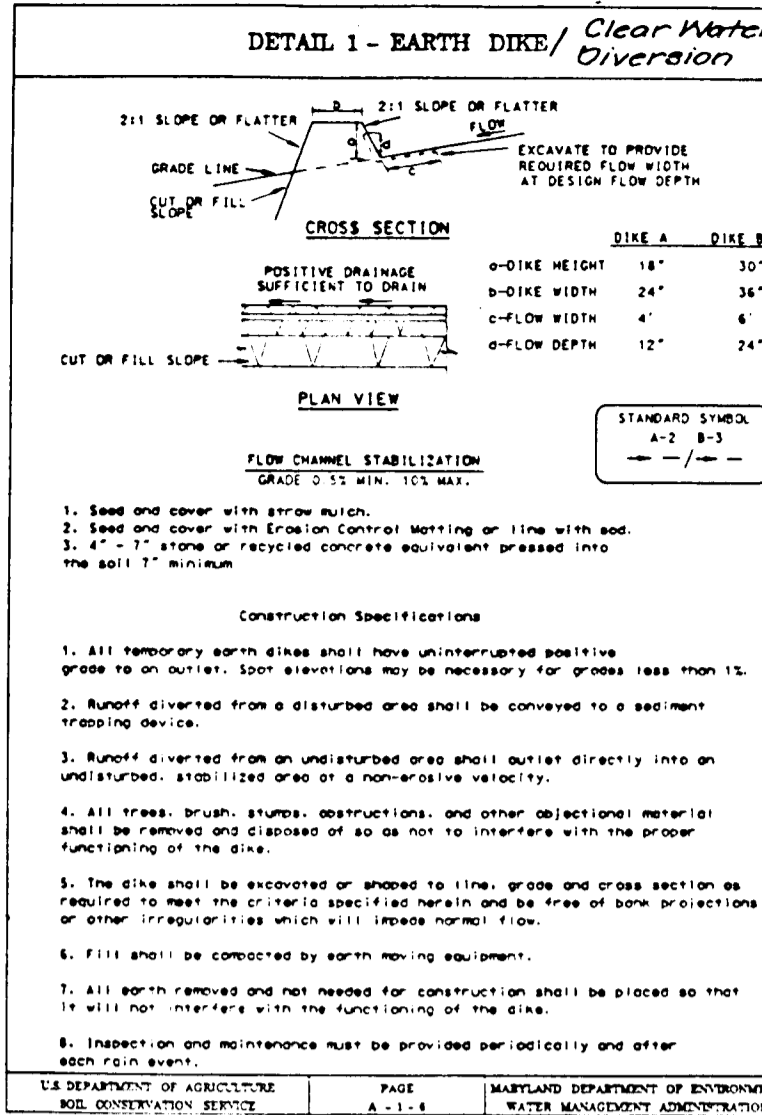 DETAIL 1 - EARTH DIKE/ Clear Water
Diversion
2:1 SLOPE OR FLATTER
b
2:1 SLOPE OR FLATTER
FLOW
a
d
c
GRADE LINE
CUT OR FILL
SLOPE
EXCAVATE TO PROVIDE
REQUIRED FLOW WIDTH
AT DESIGN FLOW DEPTH
CROSS SECTION
DIKE A DIKE B
a-DIKE HEIGHT 18" 30"
b-DIKE WIDTH 24" 36"
c-FLOW WIDTH 4' 6'
d-FLOW DEPTH 12" 24"
POSITIVE DRAINAGE
SUFFICIENT TO DRAIN
CUT OR FILL SLOPE
PLAN VIEW
STANDARD SYMBOL
A-2 B-3
/
FLOW CHANNEL STABILIZATION
GRADE 0.5% MIN. 10% MAX.
1. Seed and cover with straw mulch.
2. Seed and cover with Erosion Control Matting or line with sod.
3. 4" - 7" stone or recycled concrete equivalent pressed into
the soil 7" minimum
Construction Specifications
1. All temporary earth dikes shall have uninterrupted positive
grade to an outlet. Spot elevations may be necessary for grades less than 1%.
2. Runoff diverted from a disturbed area shall be conveyed to a sediment
trapping device.
3. Runoff diverted from an undisturbed area shall outlet directly into an
undisturbed. stabilized area at a non-erosive velocity.
4. All trees. brush. stumps. obstructions. and other objectional material
shall be removed and disposed of so as not to interfere with the proper
functioning of the dike.
5. The dike shall be excavated or shaped to line. grade and cross section as
required to meet the criteria specified herein and be free of bank projections
or other irregularities which will impede normal flow.
6. Fill shall be compacted by earth moving equipment.
7. All earth removed and not needed for construction shall be placed so that
it will not interfere with the functioning of the dike.
8. Inspection and maintenance must be provided periodically and after
each rain event.
U.S. DEPARTMENT OF AGRICULTURE
SOIL CONSERVATION SERVICE
PAGE
A - 1 - 6
MARYLAND DEPARTMENT OF ENVIRONME
WATER MANAGEMENT ADMINISTRATION